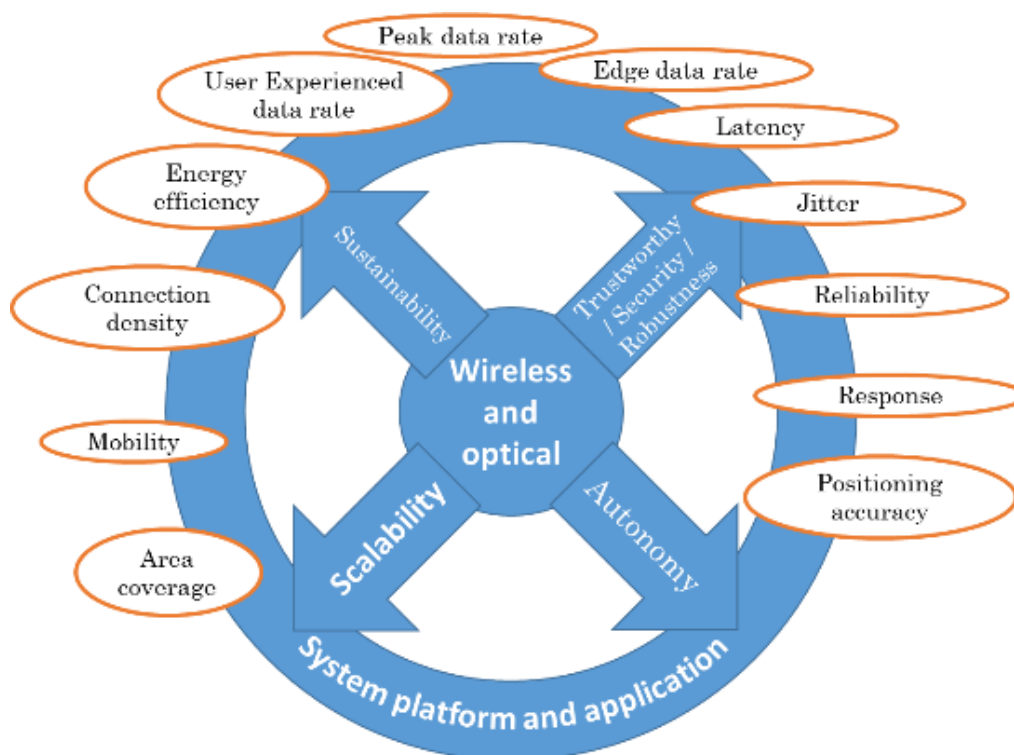 Peak data rate
User Experienced
data rate
Edge data rate
Latency
Energy
efficiency
Jitter
Sustainability
Trustworthy
/ Security /
Robustness
Connection
density
Reliability
Wireless
and
optical
Response
Mobility
Scalability
Autonomy
Positioning
accuracy
Area
coverage
System platform and application